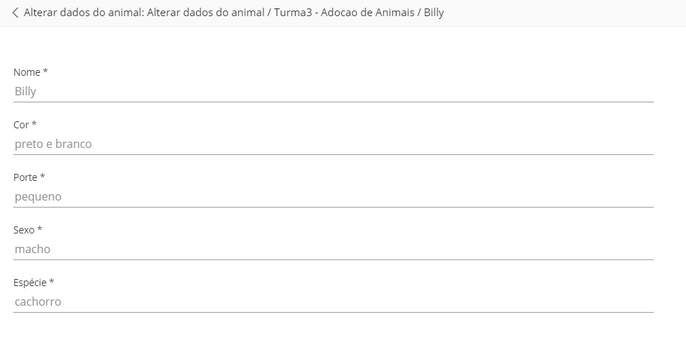 Alterar dados do animal: Alterar dados do animal / Turma3 - Adocao de Animais / Billy
Nome *
Billy
Cor *
preto e branco
Porte *
pequeno
Sexo *
macho
Espécie *
cachorro